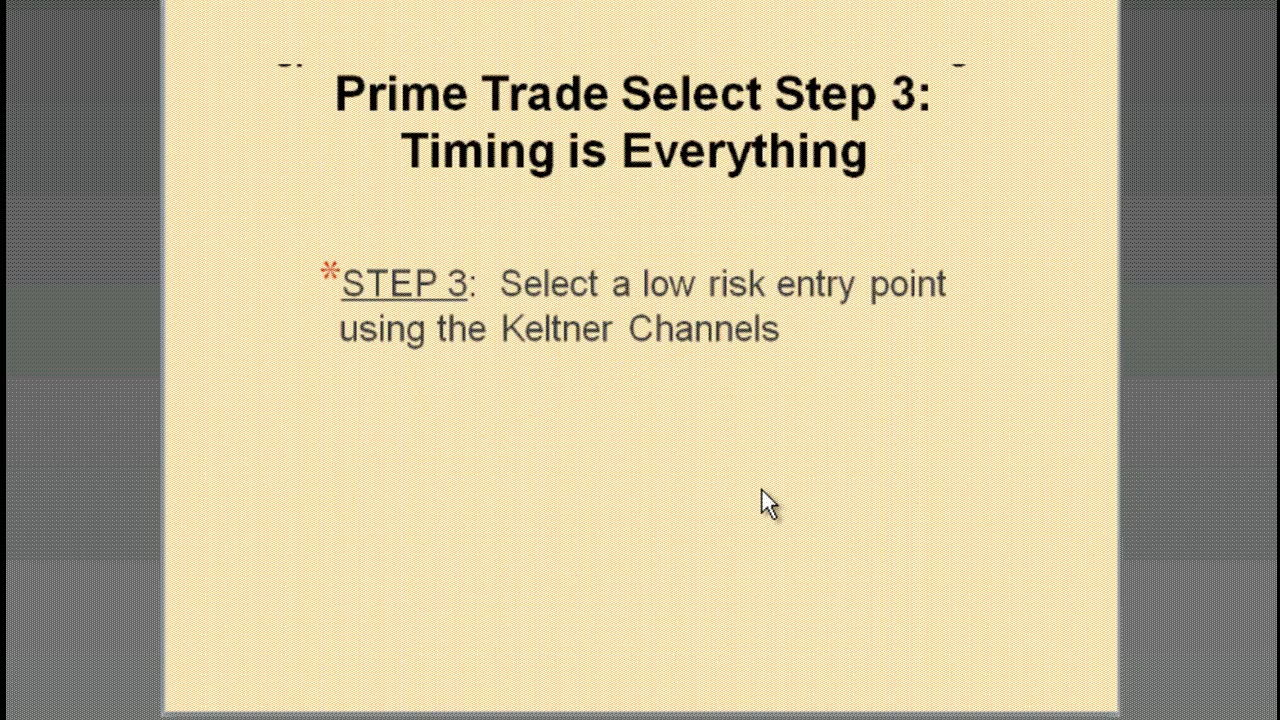 Prime Trade Select Step 3:
Timing is Everything
*STEP 3: Select a low risk entry point
using the Keltner Channels